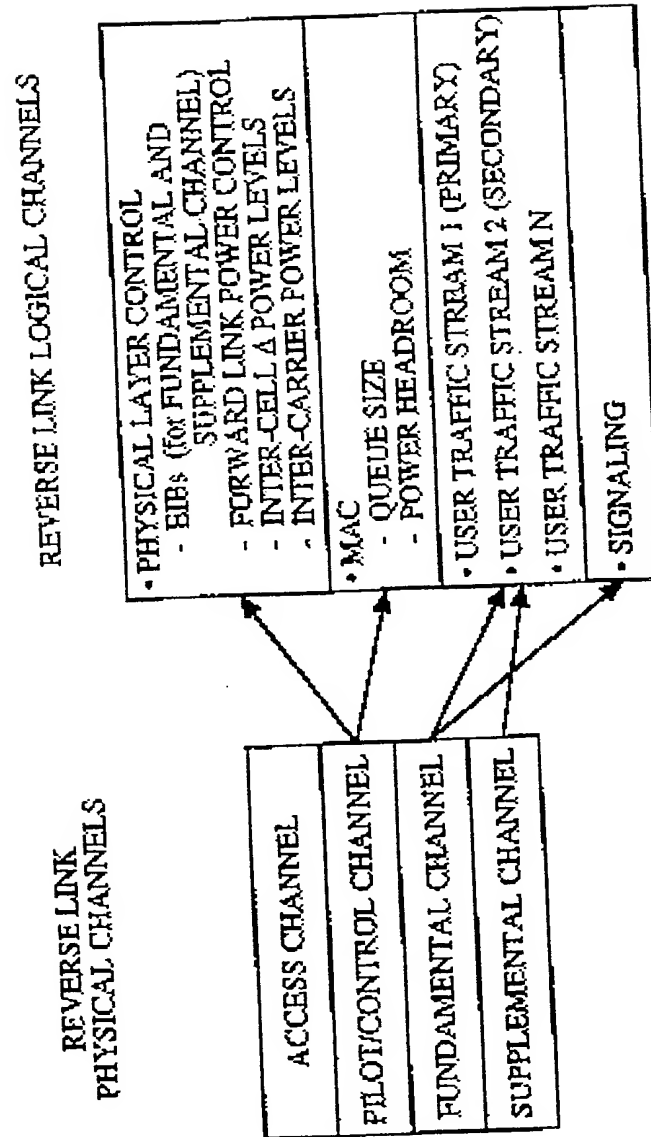 REVERSE LINK
PHYSICAL CHANNELS
ACCESS CHANNEL
PILOT/CONTROL CHANNEL
FUNDAMENTAL CHANNEL
SUPPLEMENTAL CHANNEL
REVERSE LINK LOGICAL CHANNELS
• PHYSICAL LAYER CONTROL
- EIBs (for FUNDAMENTAL AND
SUPPLEMENTAL CHANNEL)
- FORWARD LINK POWER CONTROL
- INTER-CELL Δ POWER LEVELS
- INTER-CARRIER POWER LEVELS
• MAC
- QUEUE SIZE
- POWER HEADROOM
• USER TRAFFIC STREAM 1 (PRIMARY)
• USER TRAFFIC STREAM 2 (SECONDARY)
• USER TRAFFIC STREAM N
• SIGNALING